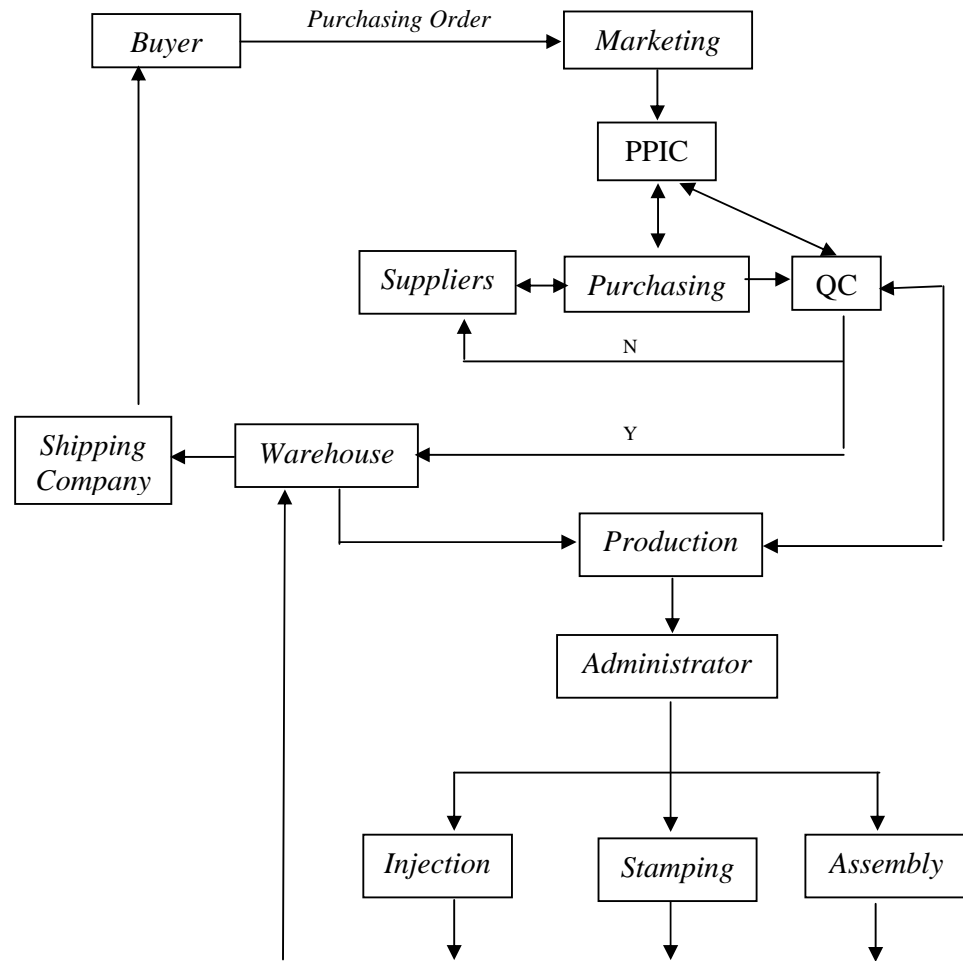 Purchasing Order
Buyer
Marketing
PPIC
Suppliers
Purchasing
QC
N
Y
Shipping
Company
Warehouse
Production
Administrator
Injection
Stamping
Assembly